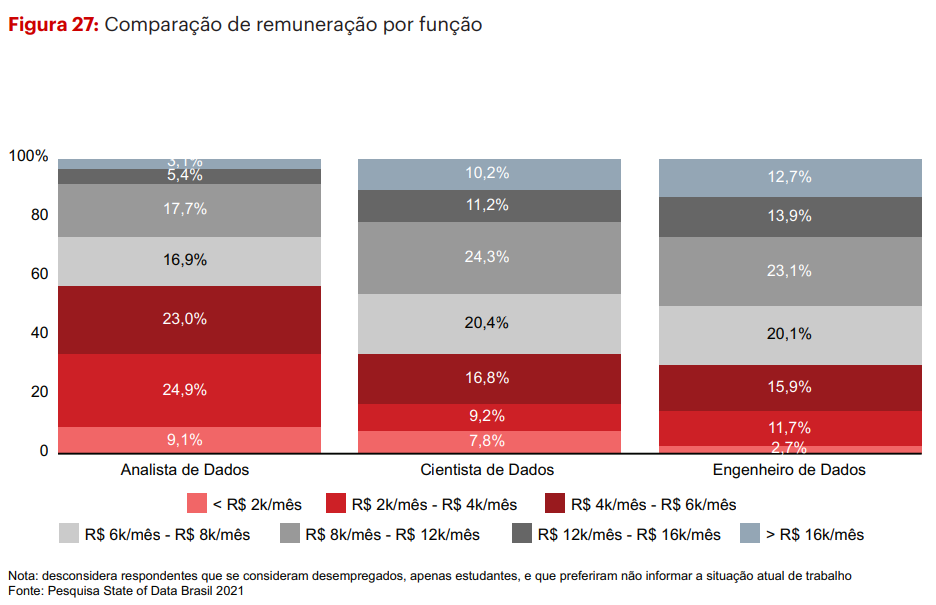 Figura 27: Comparação de remuneração por função
100%
80
60
40
20
0
3,1%
5,4%
17,7%
16,9%
23,0%
24,9%
9,1%
10,2%
11,2%
24,3%
20,4%
16,8%
9,2%
7,8%
12,7%
13,9%
23,1%
20,1%
15,9%
11,7%
2,7%
Analista de Dados
Cientista de Dados
Engenheiro de Dados
< R$ 2k/mês
R$ 2k/mês - R$ 4k/mês
R$ 4k/mês - R$ 6k/mês
R$ 6k/mês - R$ 8k/mês
R$ 8k/mês - R$ 12k/mês
R$ 12k/mês - R$ 16k/mês
> R$ 16k/mês
Nota: desconsidera respondentes que se consideram desempregados, apenas estudantes, e que preferiram não informar a situação atual de trabalho
Fonte: Pesquisa State of Data Brasil 2021